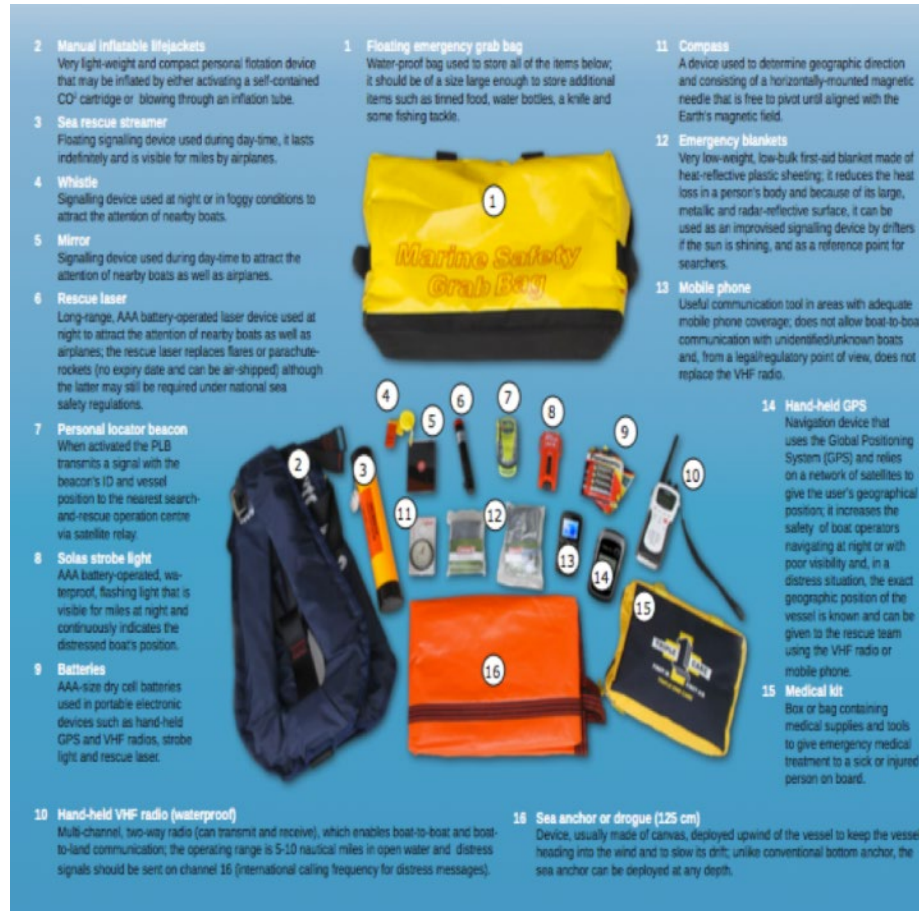 2 Manual inflatable lifejackets
Very light-weight and compact personal flotation device
that may be inflated by either activating a self-contained
CO² cartridge or blowing through an inflation tube.
3 Sea rescue streamer
Floating signalling device used during day-time, it lasts
indefinitely and is visible for miles by airplanes.
4 Whistle
Signalling device used at night or in foggy conditions to
attract the attention of nearby boats.
5 Mirror
Signalling device used during day-time to attract the
attention of nearby boats as well as airplanes.
6 Rescue laser
Long-range, AAA battery-operated laser device used at
night to attract the attention of nearby boats as well as
airplanes; the rescue laser replaces flares or parachute-
rockets (no expiry date and can be air-shipped) although
the latter may still be required under national sea
safety regulations.
7 Personal locator beacon
When activated the PLB
transmits a signal with the
beacon's ID and vessel
position to the nearest search-
and-rescue operation centre
via satellite relay.
8 Solas strobe light
AAA battery-operated, wa-
terproof, flashing light that is
visible for miles at night and
continuously indicates the
distressed boat's position.
9 Batteries
AAA-size dry cell batteries
used in portable electronic
devices such as hand-held
GPS and VHF radios, strobe
light and rescue laser.
1 Floating emergency grab bag
Water-proof bag used to store all of the items below;
it should be of a size large enough to store additional
items such as tinned food, water bottles, a knife and
some fishing tackle.
1
Marine Safety
Grab Bag
4
5
6
7
8
9
10
2
3
11
12
13
14
15
16
11 Compass
A device used to determine geographic direction
and consisting of a horizontally-mounted magnetic
needle that is free to pivot until aligned with the
Earth's magnetic field.
12 Emergency blankets
Very low-weight, low-bulk first-aid blanket made of
heat-reflective plastic sheeting; it reduces the heat
loss in a person's body and because of its large,
metallic and radar-reflective surface, it can be
used as an improvised signalling device by drifters
if the sun is shining, and as a reference point for
searchers.
13 Mobile phone
Useful communication tool in areas with adequate
mobile phone coverage; does not allow boat-to-boa
communication with unidentified/unknown boats
and, from a legal/regulatory point of view, does not
replace the VHF radio.
14 Hand-held GPS
Navigation device that
uses the Global Positioning
System (GPS) and relies
on a network of satellites to
give the user's geographical
position; it increases the
safety of boat operators
navigating at night or with
poor visibility and, in a
distress situation, the exact
geographic position of the
vessel is known and can be
given to the rescue team
using the VHF radio or
mobile phone.
15 Medical kit
Box or bag containing
medical supplies and tools
to give emergency medical
treatment to a sick or injured
person on board.
10 Hand-held VHF radio (waterproof)
Multi-channel, two-way radio (can transmit and receive), which enables boat-to-boat and boat-
to-land communication; the operating range is 5-10 nautical miles in open water and distress
signals should be sent on channel 16 (international calling frequency for distress messages).
16 Sea anchor or drogue (125 cm)
Device, usually made of canvas, deployed upwind of the vessel to keep the vesse
heading into the wind and to slow its drift; unlike conventional bottom anchor, the
sea anchor can be deployed at any depth.